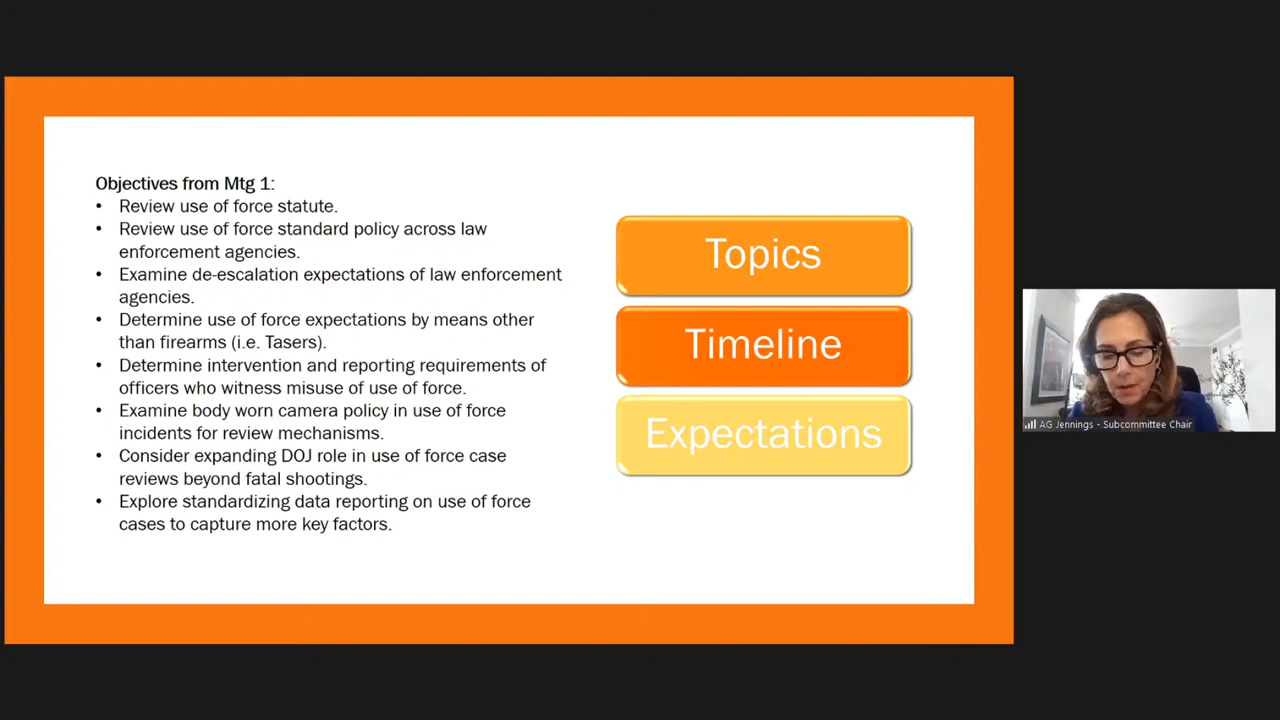 Objectives from Mtg 1:
• Review use of force statute.
• Review use of force standard policy across law
enforcement agencies.
• Examine de-escalation expectations of law enforcement
agencies.
• Determine use of force expectations by means other
than firearms (i.e. Tasers).
• Determine intervention and reporting requirements of
officers who witness misuse of use of force.
• Examine body worn camera policy in use of force
incidents for review mechanisms.
• Consider expanding DOJ role in use of force case
reviews beyond fatal shootings.
• Explore standardizing data reporting on use of force
cases to capture more key factors.
Topics
Timeline
Expectations
AG Jennings - Subcommittee Chair